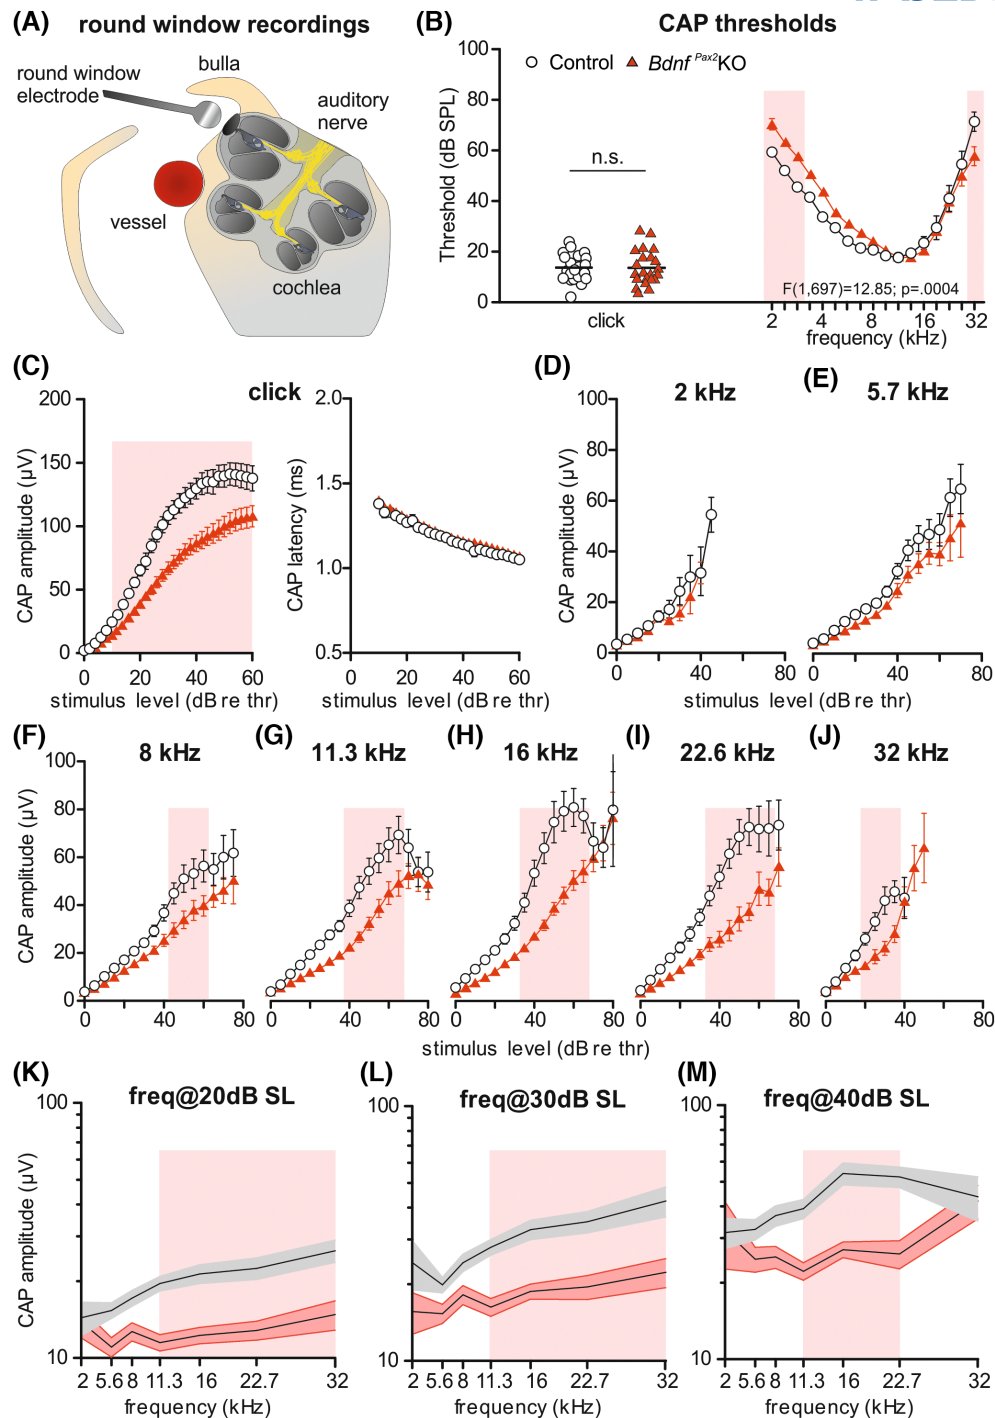 (A) round window recordings
bulla
round window
electrode
auditory
nerve
vessel
cochlea
(B) CAP thresholds
Control Bdnf Pax2KO
Threshold (dB SPL)
100
80
60
40
20
0
n.s.
click
F(1,697)=12.85; p=.0004
2 4 8 16 32
frequency (kHz)
(C) click
CAP amplitude (µV)
200
150
100
50
0
0 20 40 60
stimulus level (dB re thr)
CAP latency (ms)
2.0
1.5
1.0
0.5
0 20 40 60
stimulus level (dB re thr)
(D) 2 kHz
CAP amplitude (µV)
100
80
60
40
20
0
0 40 80
(E) 5.7 kHz
0 40 80
stimulus level (dB re thr)
(F) 8 kHz
CAP amplitude (µV)
100
80
60
40
20
0
0 40 80
(G) 11.3 kHz
0 40 80
(H) 16 kHz
0 40 80
(I) 22.6 kHz
0 40 80
(J) 32 kHz
0 40 80
stimulus level (dB re thr)
(K) freq@20dB SL
CAP amplitude (µV)
100
10
2 5.6 8 11.3 16 22.7 32
frequency (kHz)
(L) freq@30dB SL
100
10
2 5.6 8 11.3 16 22.7 32
frequency (kHz)
(M) freq@40dB SL
100
10
2 5.6 8 11.3 16 22.7 32
frequency (kHz)